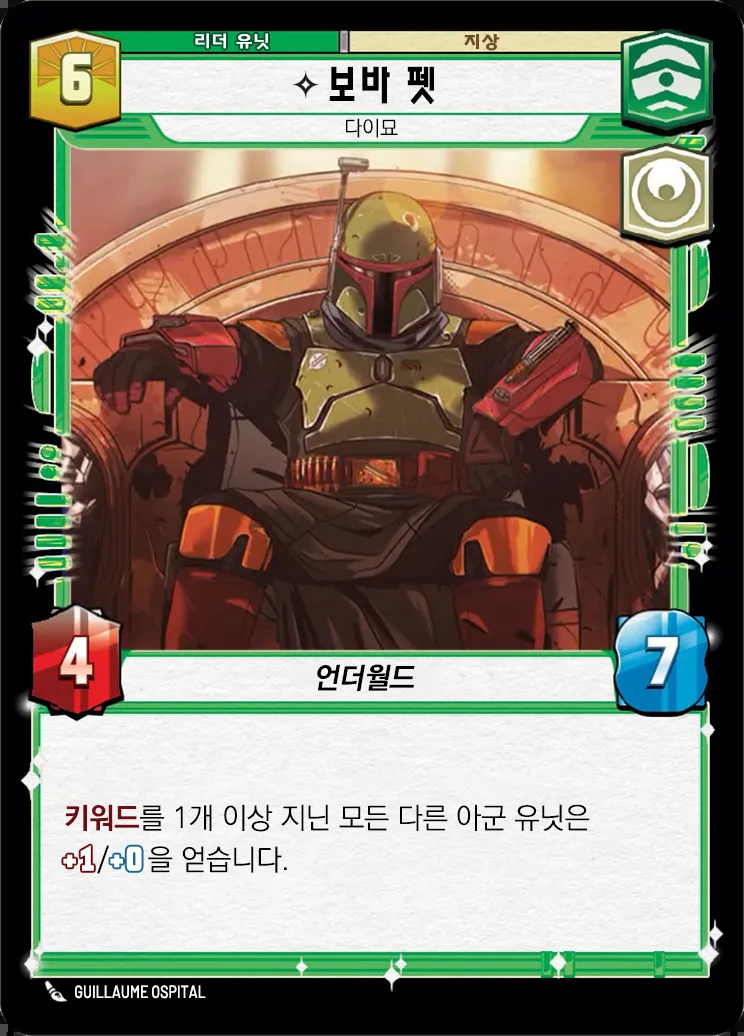 리더 유닛
지상
6
✧보바 펫
다이묘
4
언더월드
7
키워드를 1개 이상 지닌 모든 다른 아군 유닛은
+1/+0을 얻습니다.
GUILLAUME OSPITAL